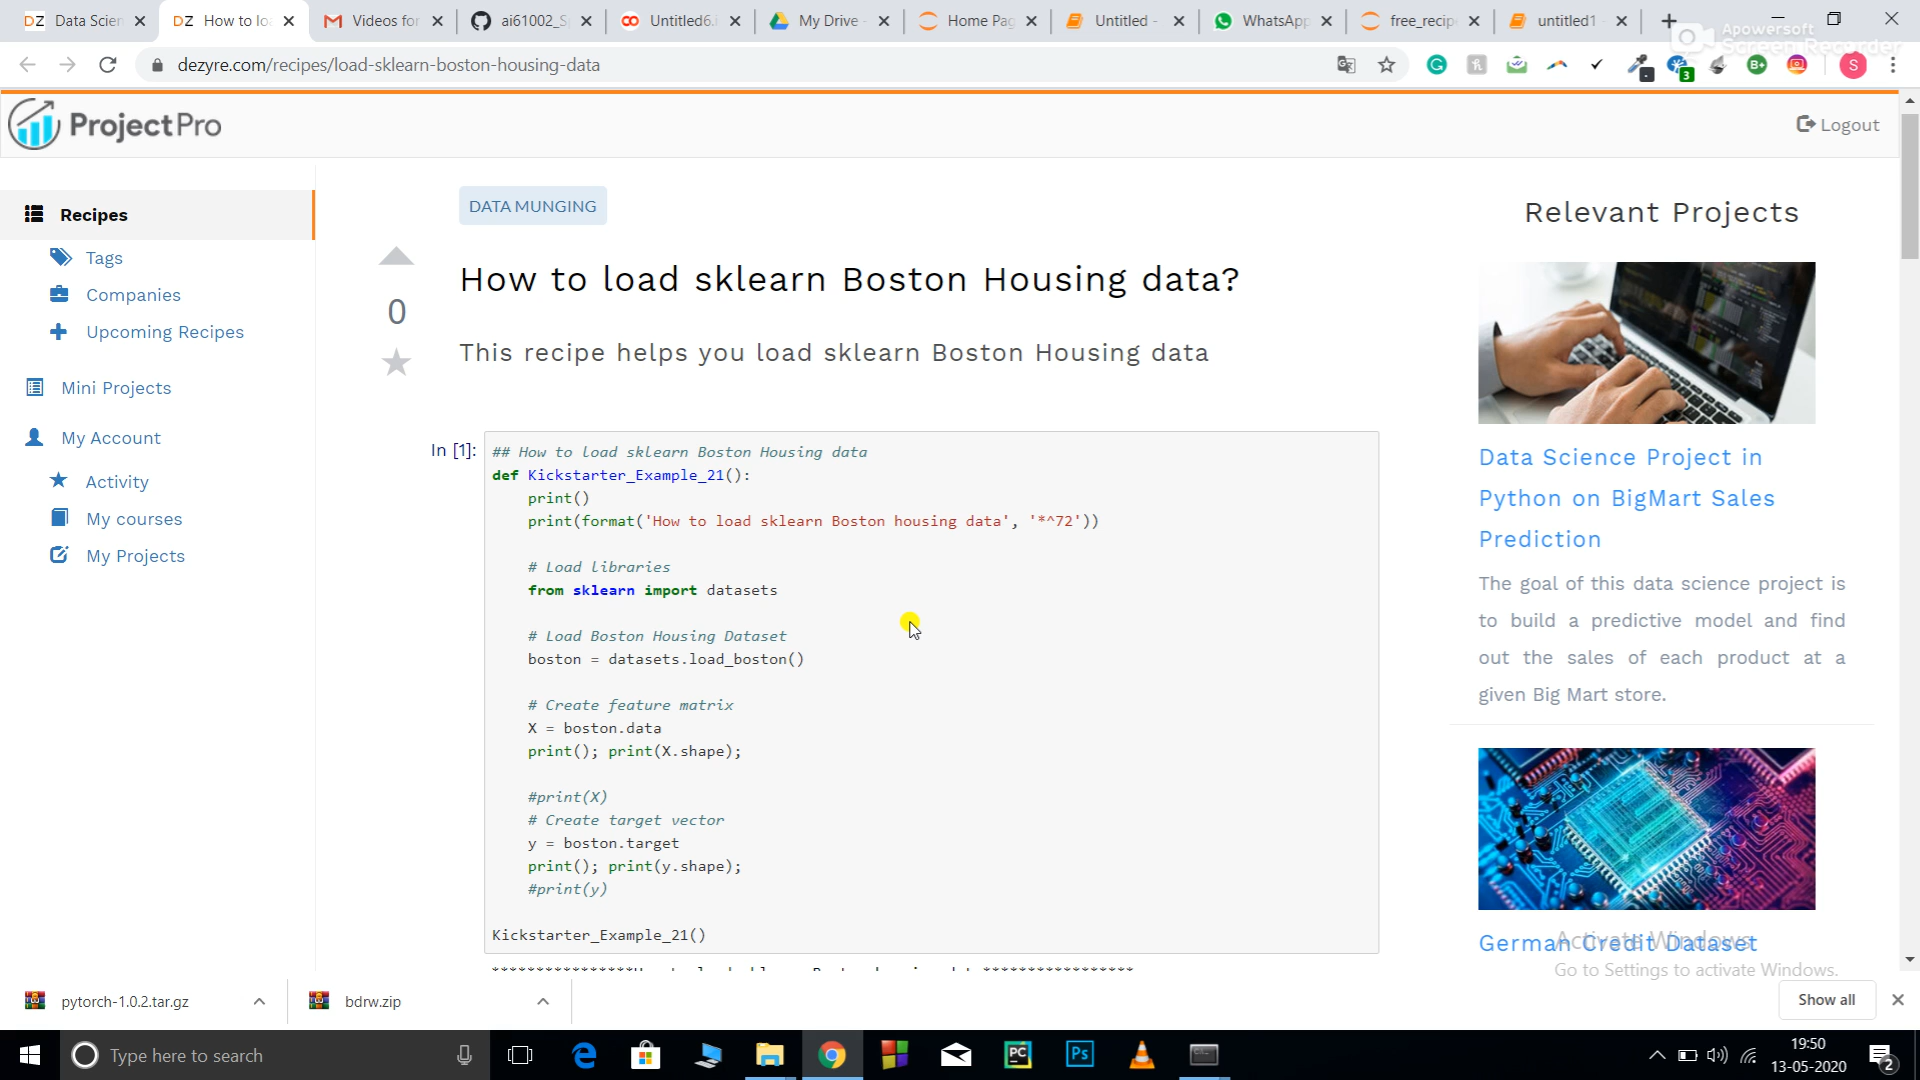 Data Scien
How to lo
Videos for
ai61002_S
Untitled6.i
My Drive -
Home Pag
Untitled -
WhatsApp
free_recip
untitled1 -
Apowersoft
Screen Recorder
dezyre.com/recipes/load-sklearn-boston-housing-data
ProjectPro
Logout
Recipes
Tags
Companies
Upcoming Recipes
Mini Projects
My Account
Activity
My courses
My Projects
DATA MUNGING
0
How to load sklearn Boston Housing data?
This recipe helps you load sklearn Boston Housing data
In [1]:
## How to load sklearn Boston Housing data
def Kickstarter_Example_21():
print()
print(format('How to load sklearn Boston housing data', '*^72'))
# Load libraries
from sklearn import datasets
# Load Boston Housing Dataset
boston = datasets.load_boston()
# Create feature matrix
X = boston.data
print(); print(X.shape);
#print(X)
# Create target vector
y = boston.target
print(); print(y.shape);
#print(y)
Kickstarter_Example_21()
Relevant Projects
Data Science Project in
Python on BigMart Sales
Prediction
The goal of this data science project is
to build a predictive model and find
out the sales of each product at a
given Big Mart store.
German Credit Dataset
Activate Windows
Go to Settings to activate Windows.
pytorch-1.0.2.tar.gz
bdrw.zip
Show all
Type here to search
19:50
13-05-2020
2